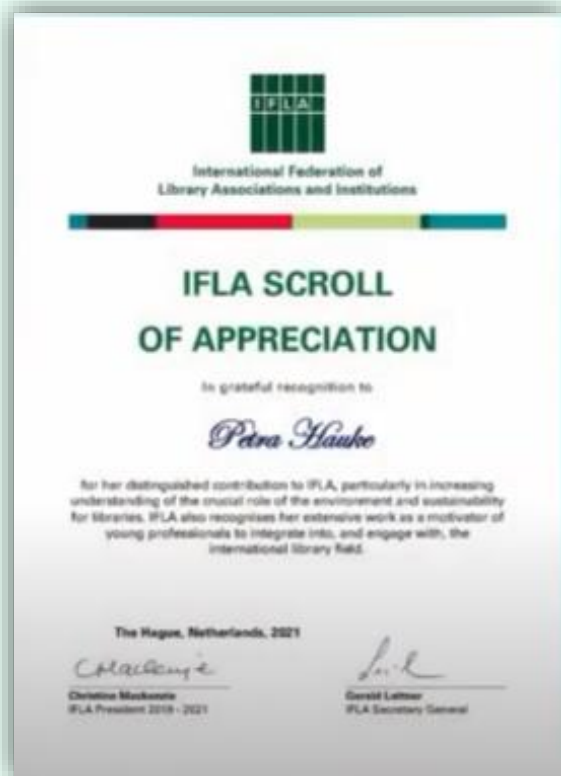 IFLA
International Federation of
Library Associations and Institutions
IFLA SCROLL
OF APPRECIATION
In grateful recognition to
Petra Hauke
for her distinguished contribution to IFLA, particularly in increasing
understanding of the crucial role of the environment and sustainability
for libraries. IFLA also recognises her extensive work as a motivator of
young professionals to integrate into, and engage with, the
international library field.
The Hague, Netherlands, 2021
Christine Mackenzie
IFLA President 2019 - 2021
Gerald Leitner
IFLA Secretary General